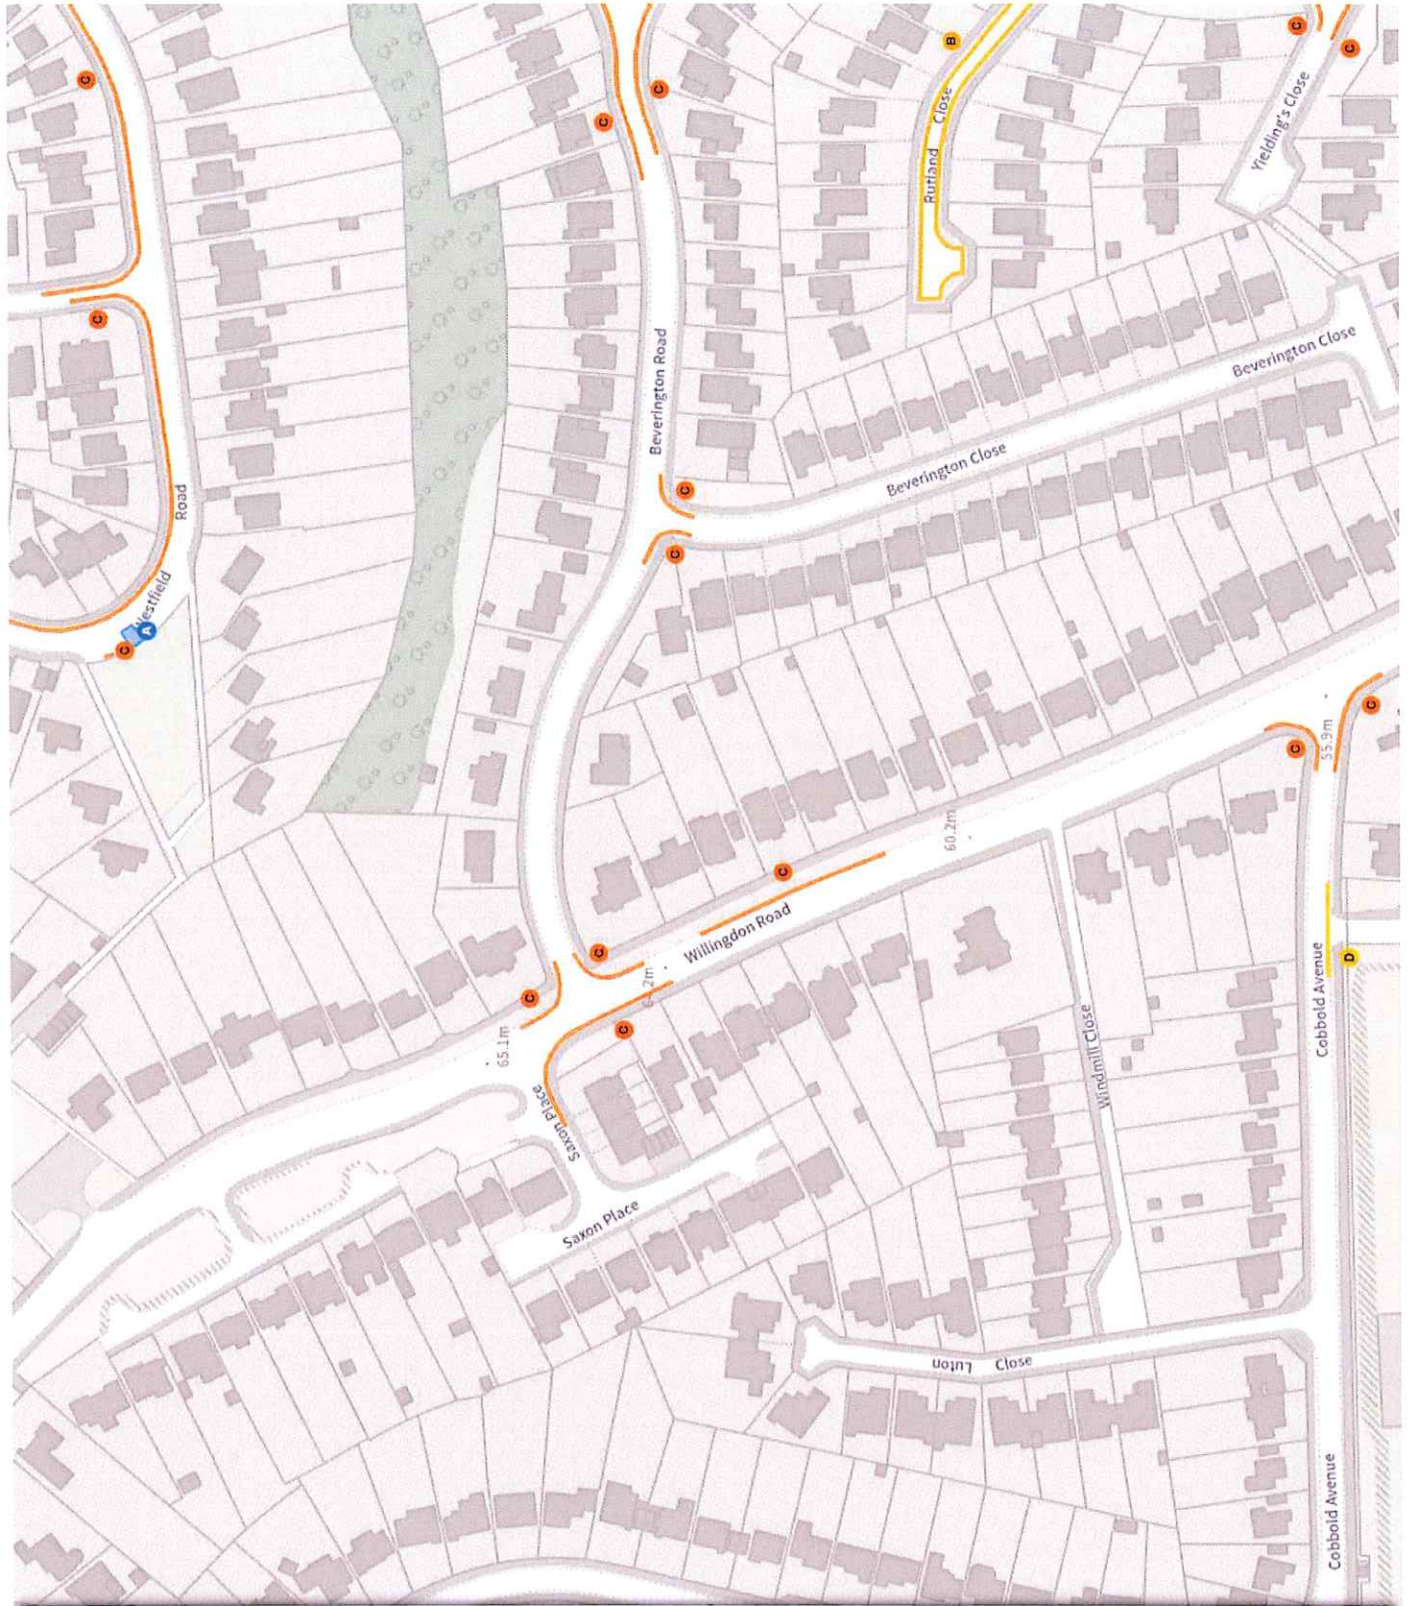 C
B
C
C
C
C
Rutland Close
Yielding's Close
C
Beverington Road
Beverington Close
Road
C
Beverington Close
C
Westfield
A
C
C
55.9m
C
60.2m
C
Willingdon Road
C
D
C
65.1m
Cobbold Avenue
C
Windmill Close
Saxon Place
Saxon Place
Luton Close
Cobbold Avenue